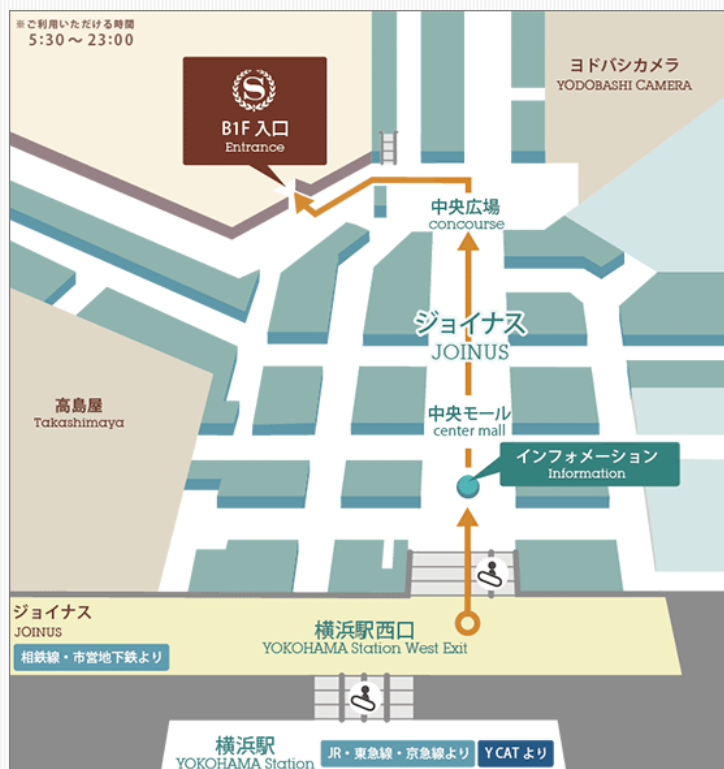 ※ご利用いただける時間
5:30～23:00
S
B1F 入口
Entrance
ヨドバシカメラ
YODOBASHI CAMERA
中央広場
concourse
ジョイナス
JOINUS
高島屋
Takashimaya
中央モール
center mall
インフォメーション
Information
ジョイナス
JOINUS
相鉄線・市営地下鉄より
横浜駅西口
YOKOHAMA Station West Exit
横浜駅
YOKOHAMA Station
JR・東急線・京急線より
Y CAT より